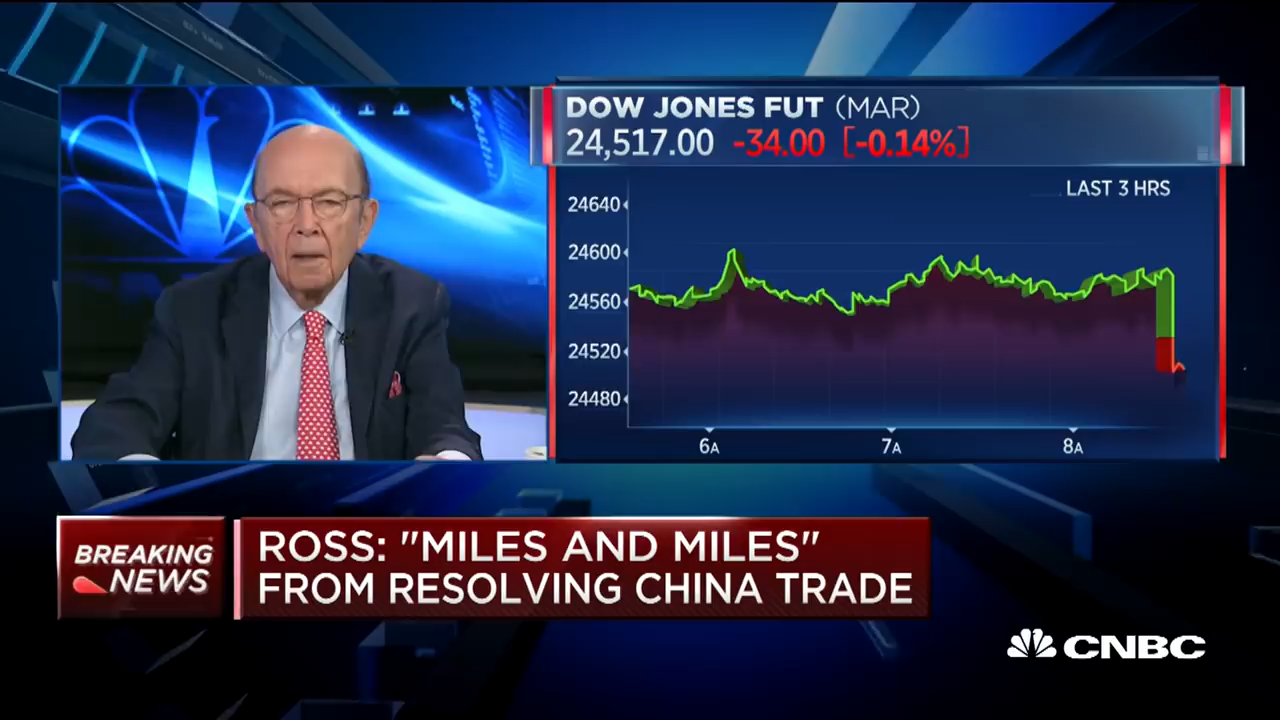 DOW JONES FUT (MAR)
24,517.00 -34.00 [-0.14%]
LAST 3 HRS
24640
24600
24560
24520
24480
6A 7A 8A
BREAKING
NEWS
ROSS: "MILES AND MILES"
FROM RESOLVING CHINA TRADE
CNBC